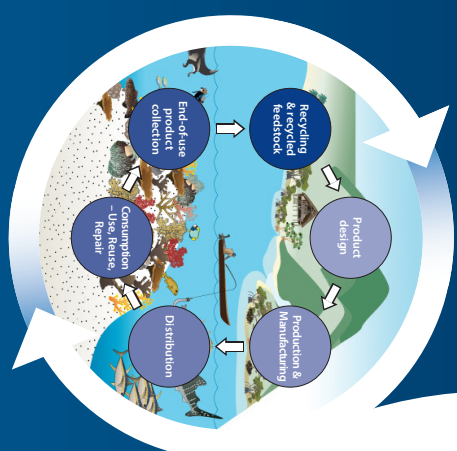 Recycling
& recycled
feedstock
Product
design
Production &
Manufacturing
Distribution
Consumption
– Use, Reuse,
Repair
End-of-use
product
collection